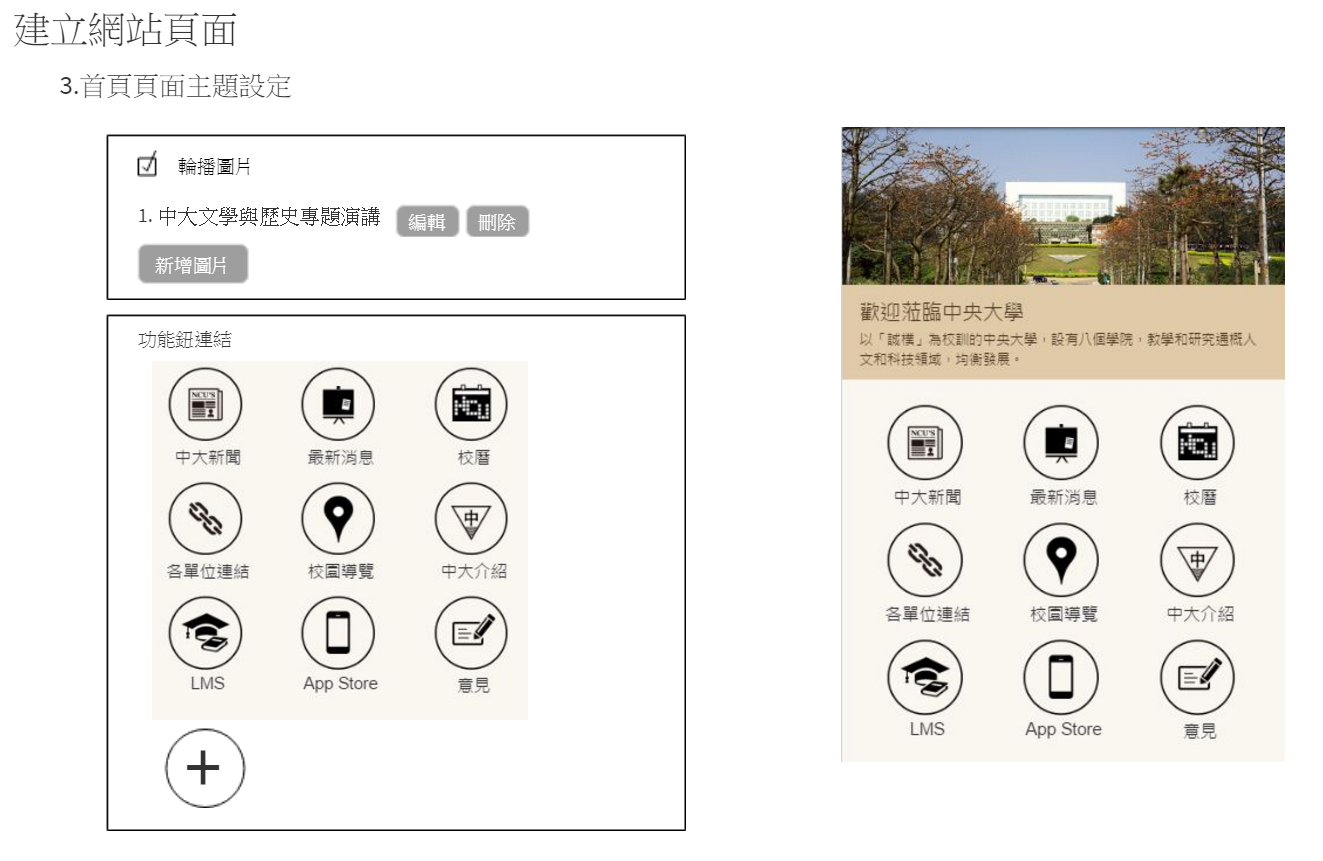 建立網站頁面
3.首頁頁面主題設定
輪播圖片
1. 中大文學與歷史專題演講 編輯 刪除
新增圖片
功能鈕連結
NCU'S NCU
中大新聞 最新消息 校曆
中
各單位連結 校園導覽 中大介紹
LMS App Store 意見
歡迎蒞臨中央大學
以「誠樸」為校訓的中央大學，設有八個學院，教學和研究遍概人
文和科技領域，均衡發展。
NCU'S NCU
中大新聞 最新消息 校曆
中
各單位連結 校園導覽 中大介紹
LMS App Store 意見